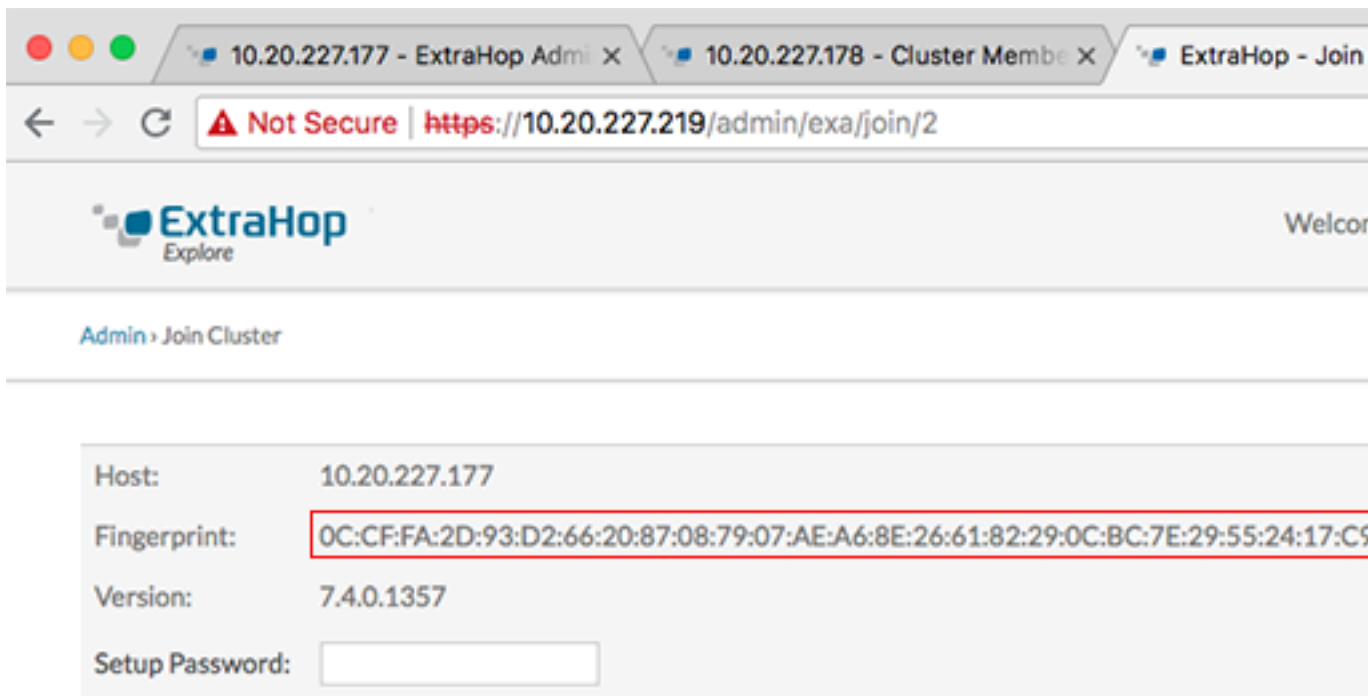 10.20.227.177 - ExtraHop Admi
10.20.227.178 - Cluster Membe
ExtraHop - Join
Not Secure | https://10.20.227.219/admin/exa/join/2
ExtraHop
Explore
Welcor
Admin › Join Cluster
Host: 10.20.227.177
Fingerprint: 0C:CF:FA:2D:93:D2:66:20:87:08:79:07:AE:A6:8E:26:61:82:29:0C:BC:7E:29:55:24:17:C9
Version: 7.4.0.1357
Setup Password: